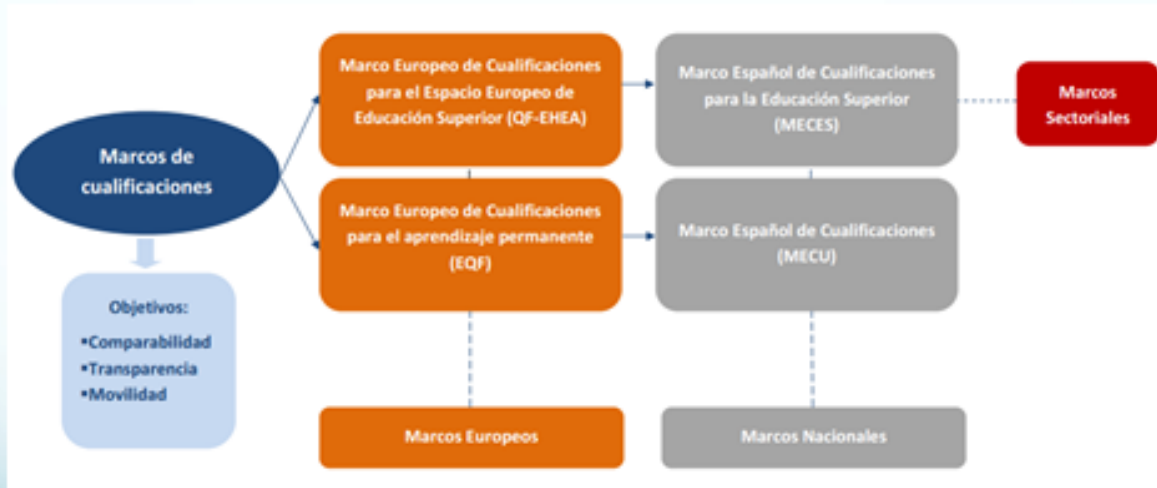 Marcos de
cualificaciones
Objetivos:
▪Comparabilidad
▪Transparencia
▪Movilidad
Marco Europeo de Cualificaciones
para el Espacio Europeo de
Educación Superior (QF-EHEA)
Marco Español de Cualificaciones
para la Educación Superior
(MECES)
Marcos
Sectoriales
Marco Europeo de Cualificaciones
para el aprendizaje permanente
(EQF)
Marco Español de Cualificaciones
(MECU)
Marcos Europeos
Marcos Nacionales